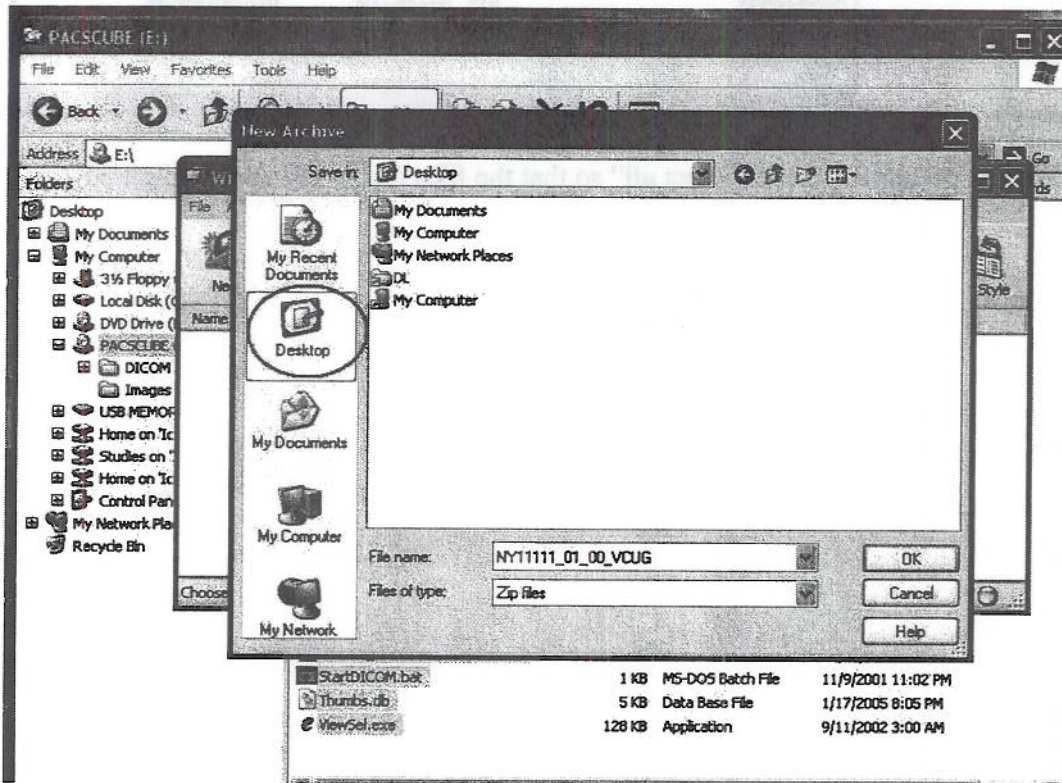 PACSCUBE (E:)
File Edit View Favorites Tools Help
Back
Address E:\ Go
Folders
Desktop
My Documents
My Computer
3½ Floppy
Local Disk (C
DVD Drive (
PACSCUBE
DICOM
Images
USB MEMOR
Home on 'Ic
Studies on '
Home on 'Ic
Control Pan
My Network Pla
Recycle Bin
Wi
File
Ne
Style
Name
Choose
New Archive
Save in: Desktop
My Recent
Documents
Desktop
My Documents
My Computer
My Network
My Documents
My Computer
My Network Places
DL
My Computer
File name: NY11111_01_00_VCUG OK
Files of type: Zip files Cancel
Help
StartDICOM.bat 1 KB MS-DOS Batch File 11/9/2001 11:02 PM
Thumbs.db 5 KB Data Base File 1/17/2005 8:05 PM
ViewSel.exe 128 KB Application 9/11/2002 3:00 AM